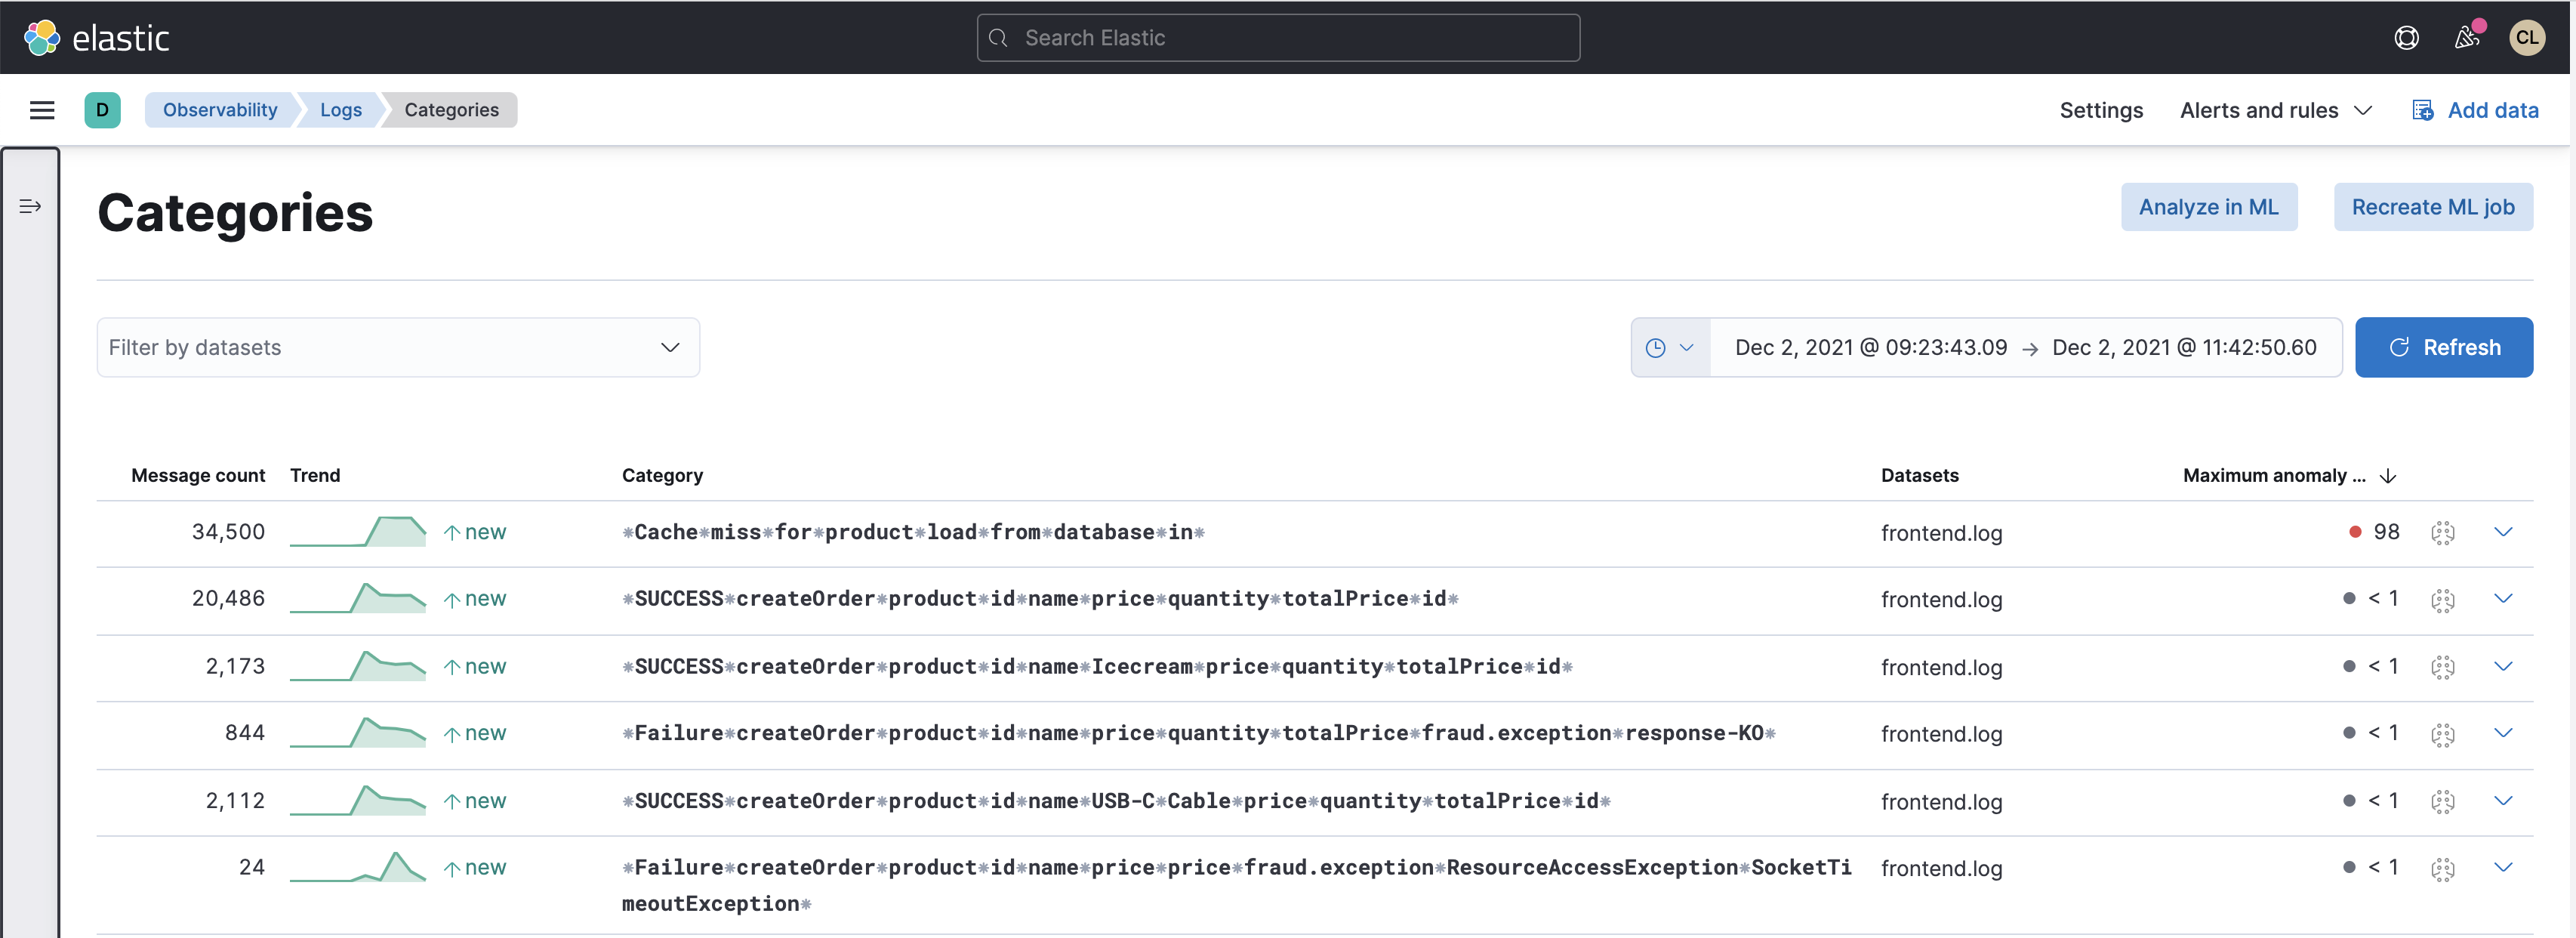 elastic
Search Elastic
CL
D
Observability
Logs
Categories
Settings
Alerts and rules
Add data
Categories
Analyze in ML
Recreate ML job
Filter by datasets
Dec 2, 2021 @ 09:23:43.09 → Dec 2, 2021 @ 11:42:50.60
Refresh
Message count Trend Category Datasets Maximum anomaly ... ↓
34,500 ↑ new *Cache*miss*for*product*load*from*database*in* frontend.log 98
20,486 ↑ new *SUCCESS*createOrder*product*id*name*price*quantity*totalPrice*id* frontend.log < 1
2,173 ↑ new *SUCCESS*createOrder*product*id*name*Icecream*price*quantity*totalPrice*id* frontend.log < 1
844 ↑ new *Failure*createOrder*product*id*name*price*quantity*totalPrice*fraud.exception*response-KO* frontend.log < 1
2,112 ↑ new *SUCCESS*createOrder*product*id*name*USB-C*Cable*price*quantity*totalPrice*id* frontend.log < 1
24 ↑ new *Failure*createOrder*product*id*name*price*price*fraud.exception*ResourceAccessException*SocketTi frontend.log < 1
meoutException*